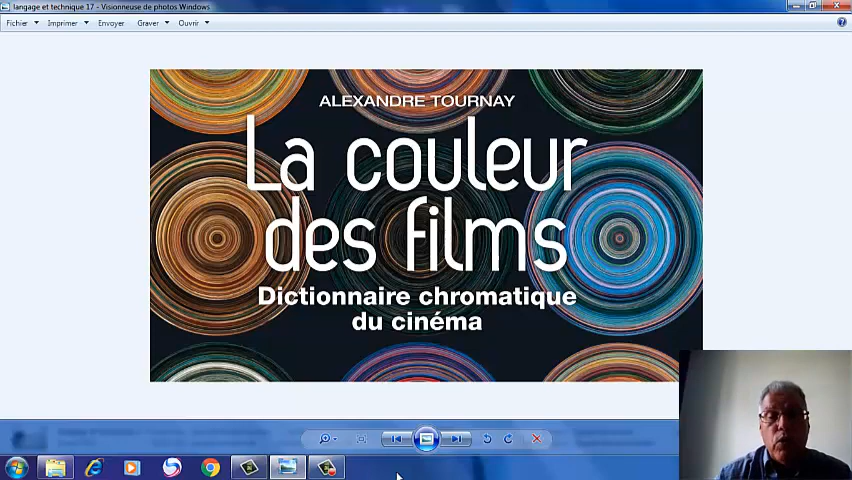 langage et technique 17 - Visionneuse de photos Windows
Fichier Imprimer Envoyer Graver Ouvrir
ALEXANDRE TOURNAY
La couleur
des films
Dictionnaire chromatique
du cinéma